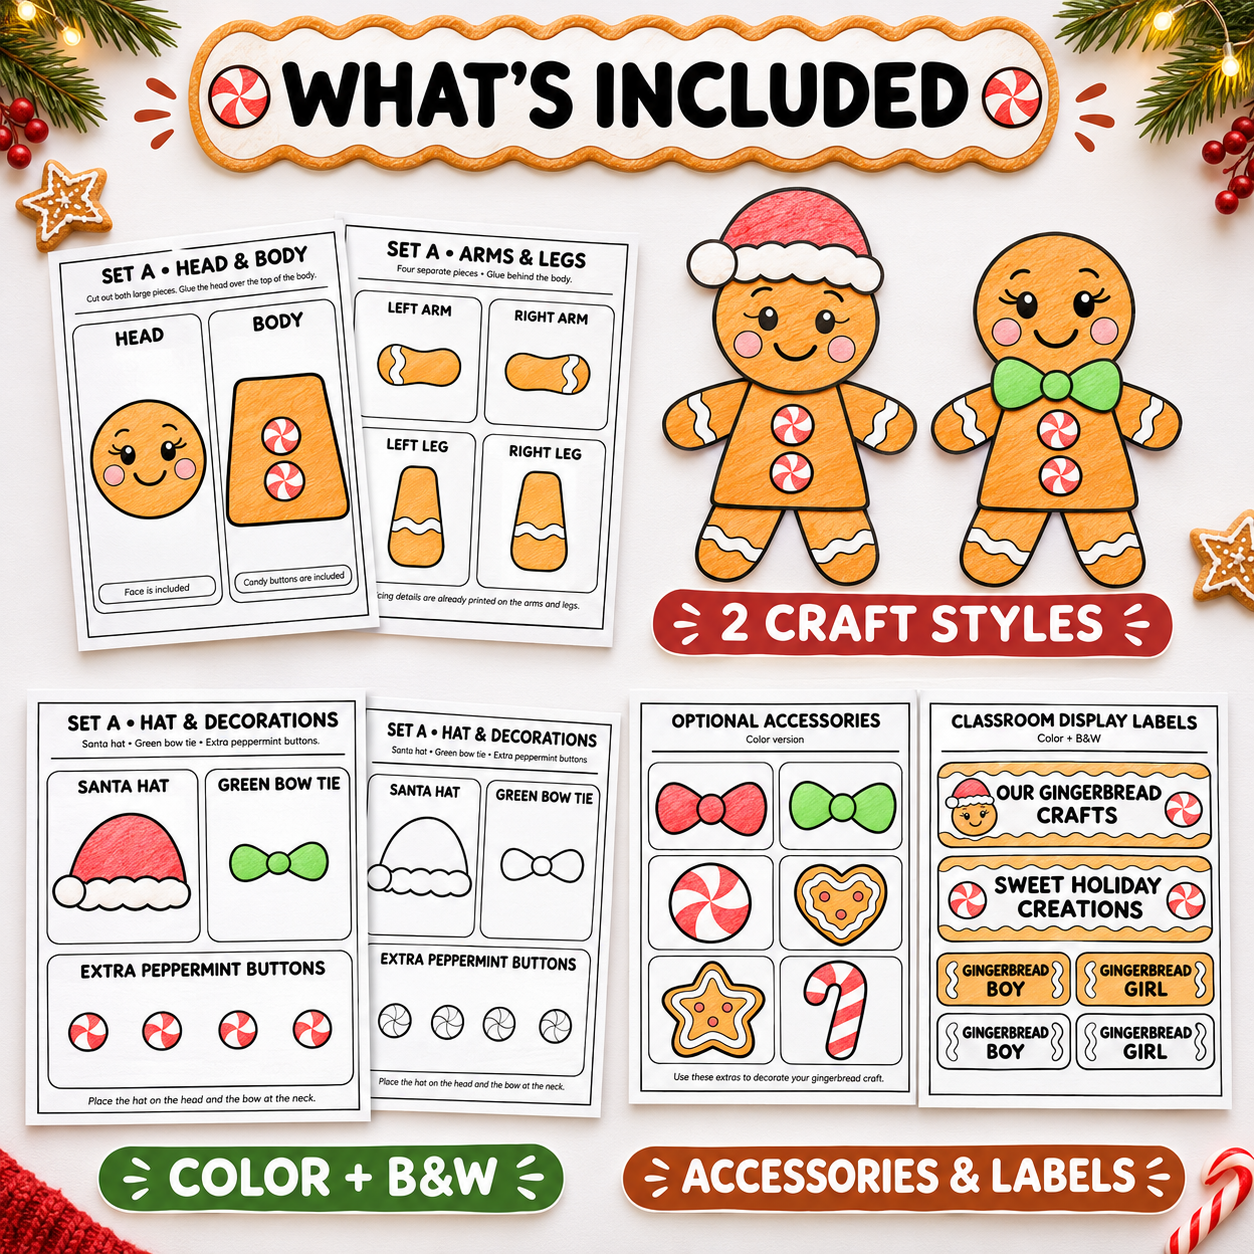 WHAT'S INCLUDED
SET A • HEAD & BODY
Cut out both large pieces. Glue the head over the top of the body.
HEAD
BODY
Face is included
Candy buttons are included
SET A • ARMS & LEGS
Four separate pieces • Glue behind the body.
LEFT ARM
RIGHT ARM
LEFT LEG
RIGHT LEG
cing details are already printed on the arms and legs.
2 CRAFT STYLES
SET A • HAT & DECORATIONS
Santa hat • Green bow tie • Extra peppermint buttons.
SANTA HAT
GREEN BOW TIE
EXTRA PEPPERMINT BUTTONS
Place the hat on the head and the bow at the neck.
SET A • HAT & DECORATIONS
Santa hat • Green bow tie • Extra peppermint buttons
SANTA HAT
GREEN BOW TIE
EXTRA PEPPERMINT BUTTONS
Place the hat on the head and the bow at the neck.
OPTIONAL ACCESSORIES
Color version
Use these extras to decorate your gingerbread craft.
CLASSROOM DISPLAY LABELS
Color + B&W
OUR GINGERBREAD
CRAFTS
SWEET HOLIDAY
CREATIONS
GINGERBREAD
BOY
GINGERBREAD
GIRL
GINGERBREAD
BOY
GINGERBREAD
GIRL
COLOR + B&W
ACCESSORIES & LABELS